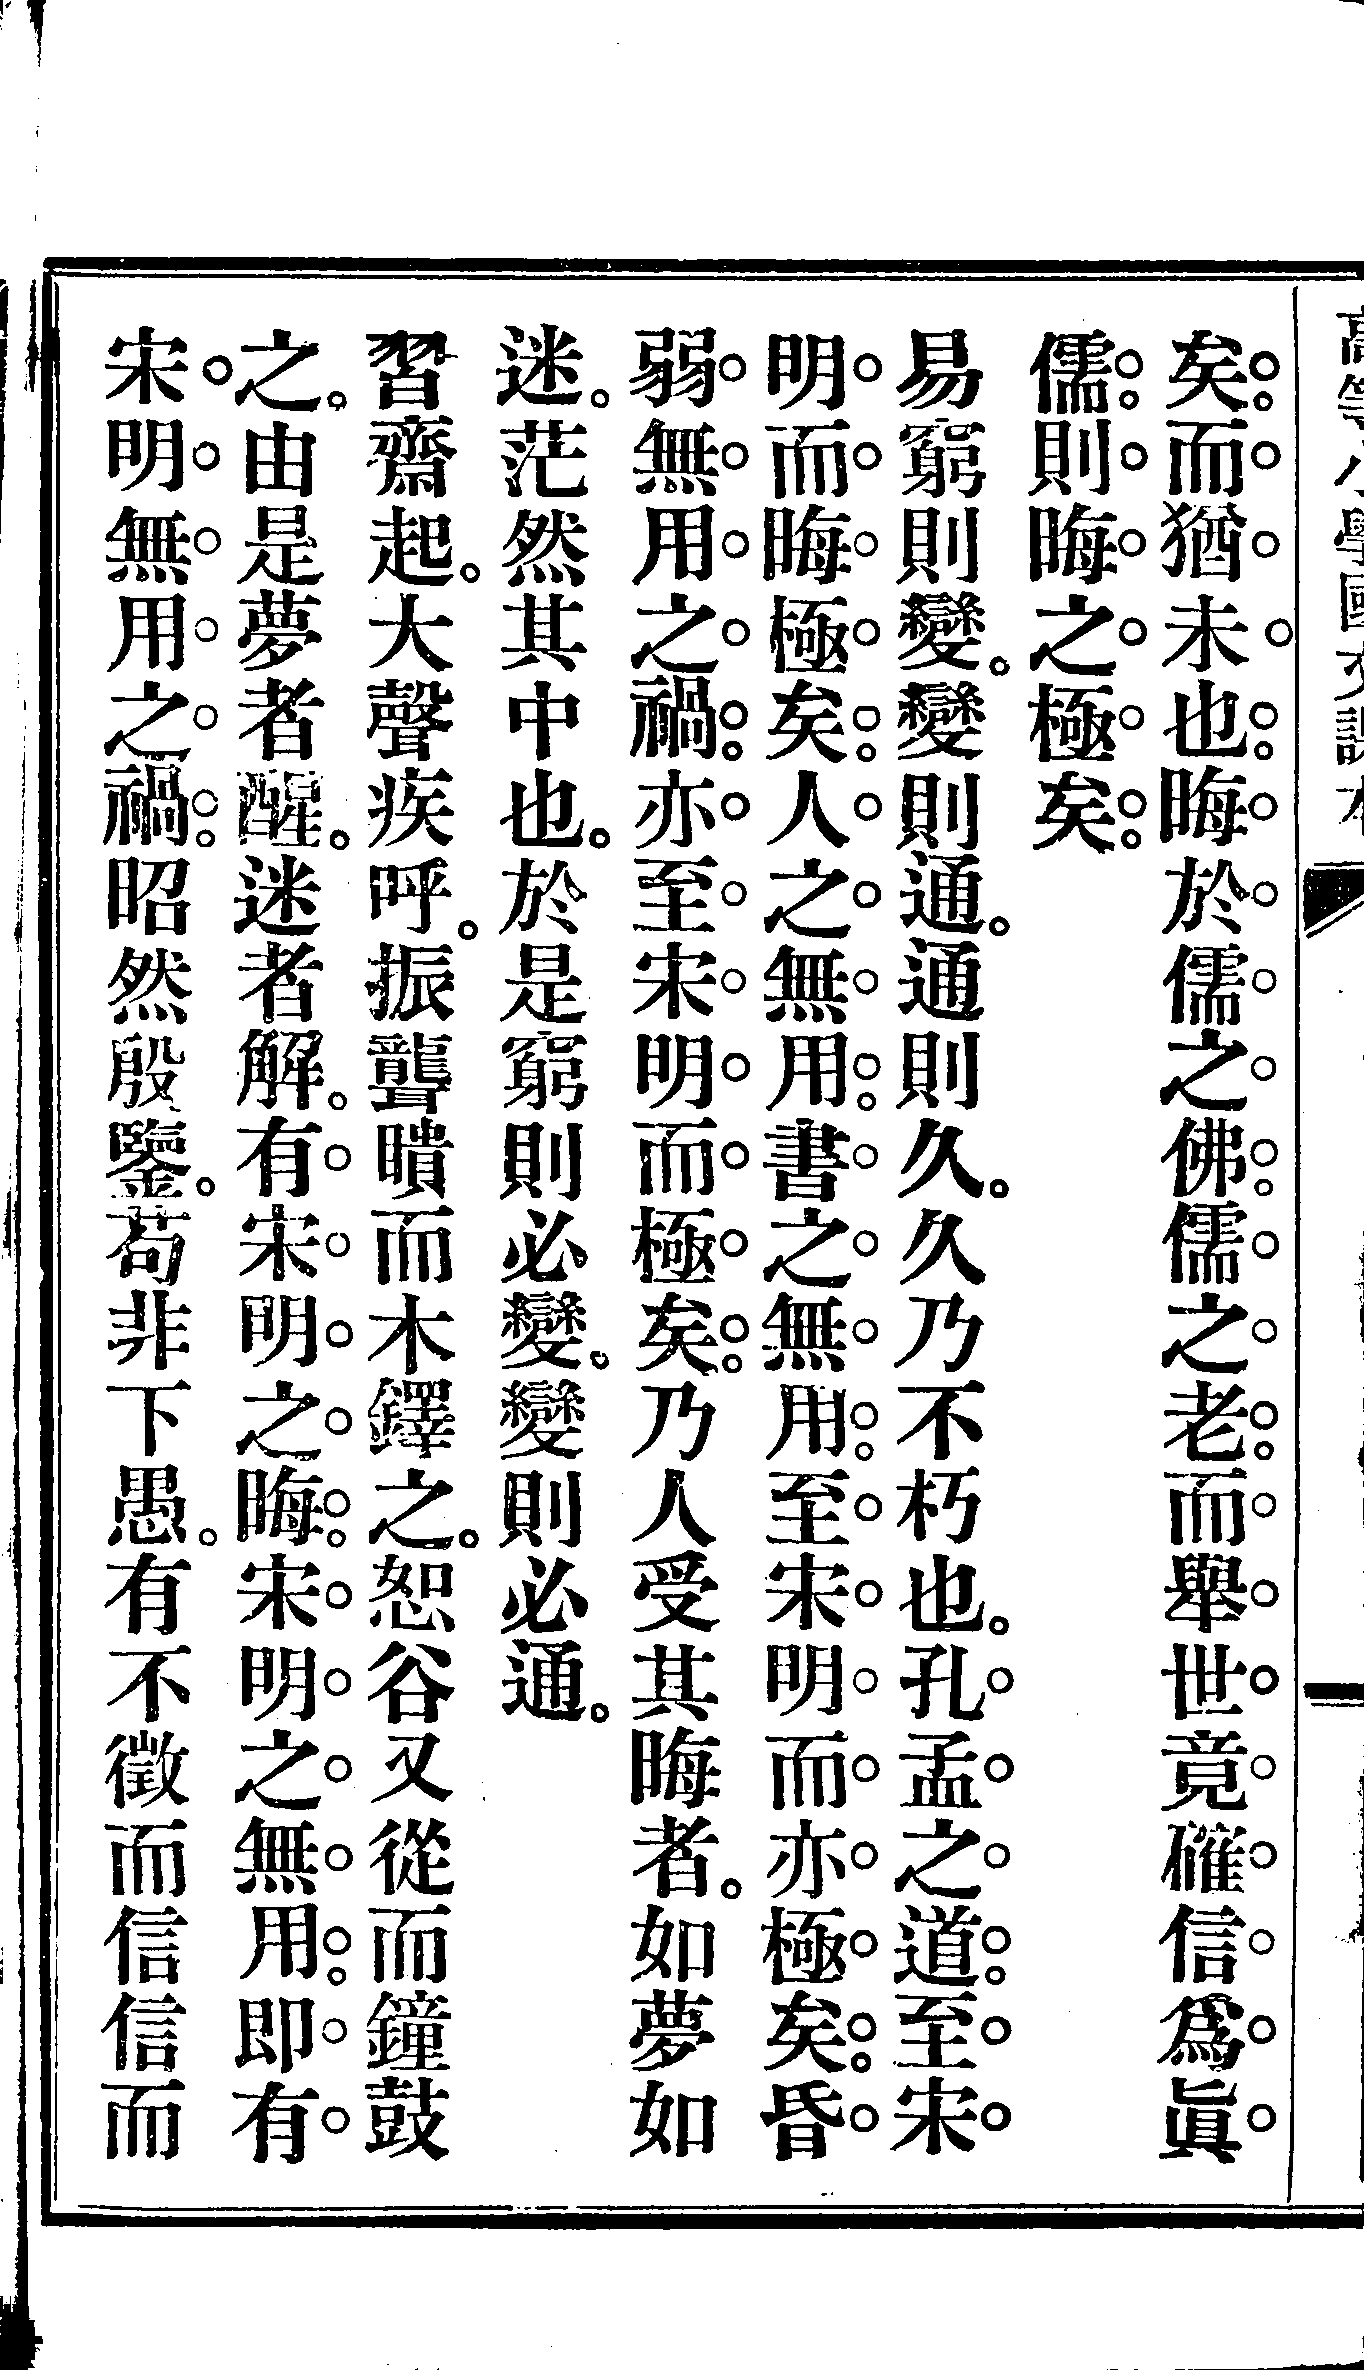 高等小學國文課本
矣。而猶未也。晦於儒之佛。儒之老。而舉世竟確信爲眞
儒。則晦之極矣。
易窮則變。變則通。通則久。久乃不朽也。孔孟之道。至宋
明而晦極矣。人之無用。書之無用。至宋明而亦極矣。昏
弱無用之禍。亦至宋明而極矣。乃人受其晦者。如夢如
迷。茫然其中也。於是窮則必變。變則必通。
習齋起。大聲疾呼。振聾瞶而木鐸之。恕谷又從而鐘鼓
之。由是夢者醒。迷者解。有宋明之晦。宋明之無用。即有
宋明無用之禍。昭然殷鑒。苟非下愚。有不徵而信信而